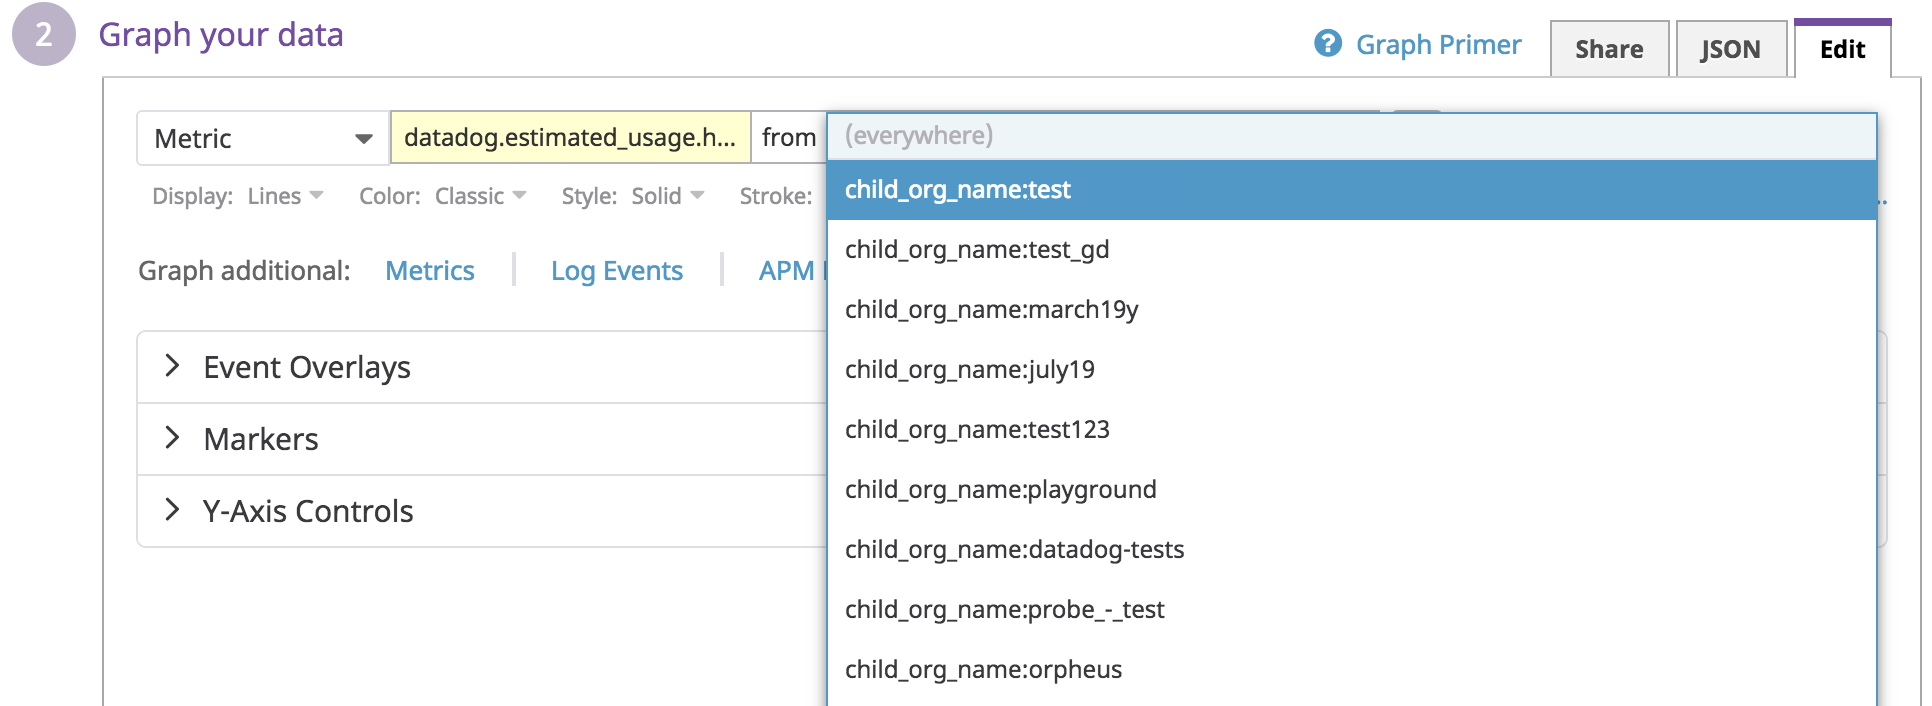 2 Graph your data
Graph Primer Share JSON Edit
Metric datadog.estimated_usage.h... from (everywhere)
Display: Lines Color: Classic Style: Solid Stroke:
Graph additional: Metrics Log Events APM
Event Overlays
Markers
Y-Axis Controls
child_org_name:test
child_org_name:test_gd
child_org_name:march19y
child_org_name:july19
child_org_name:test123
child_org_name:playground
child_org_name:datadog-tests
child_org_name:probe_-_test
child_org_name:orpheus